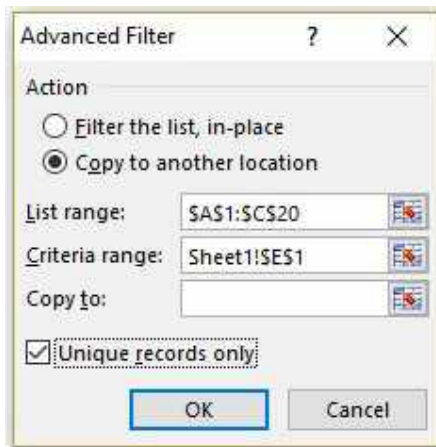 Advanced Filter ? ×
Action
Filter the list, in-place
Copy to another location
List range: $A$1:$C$20
Criteria range: Sheet1!$E$1
Copy to:
Unique records only
OK Cancel